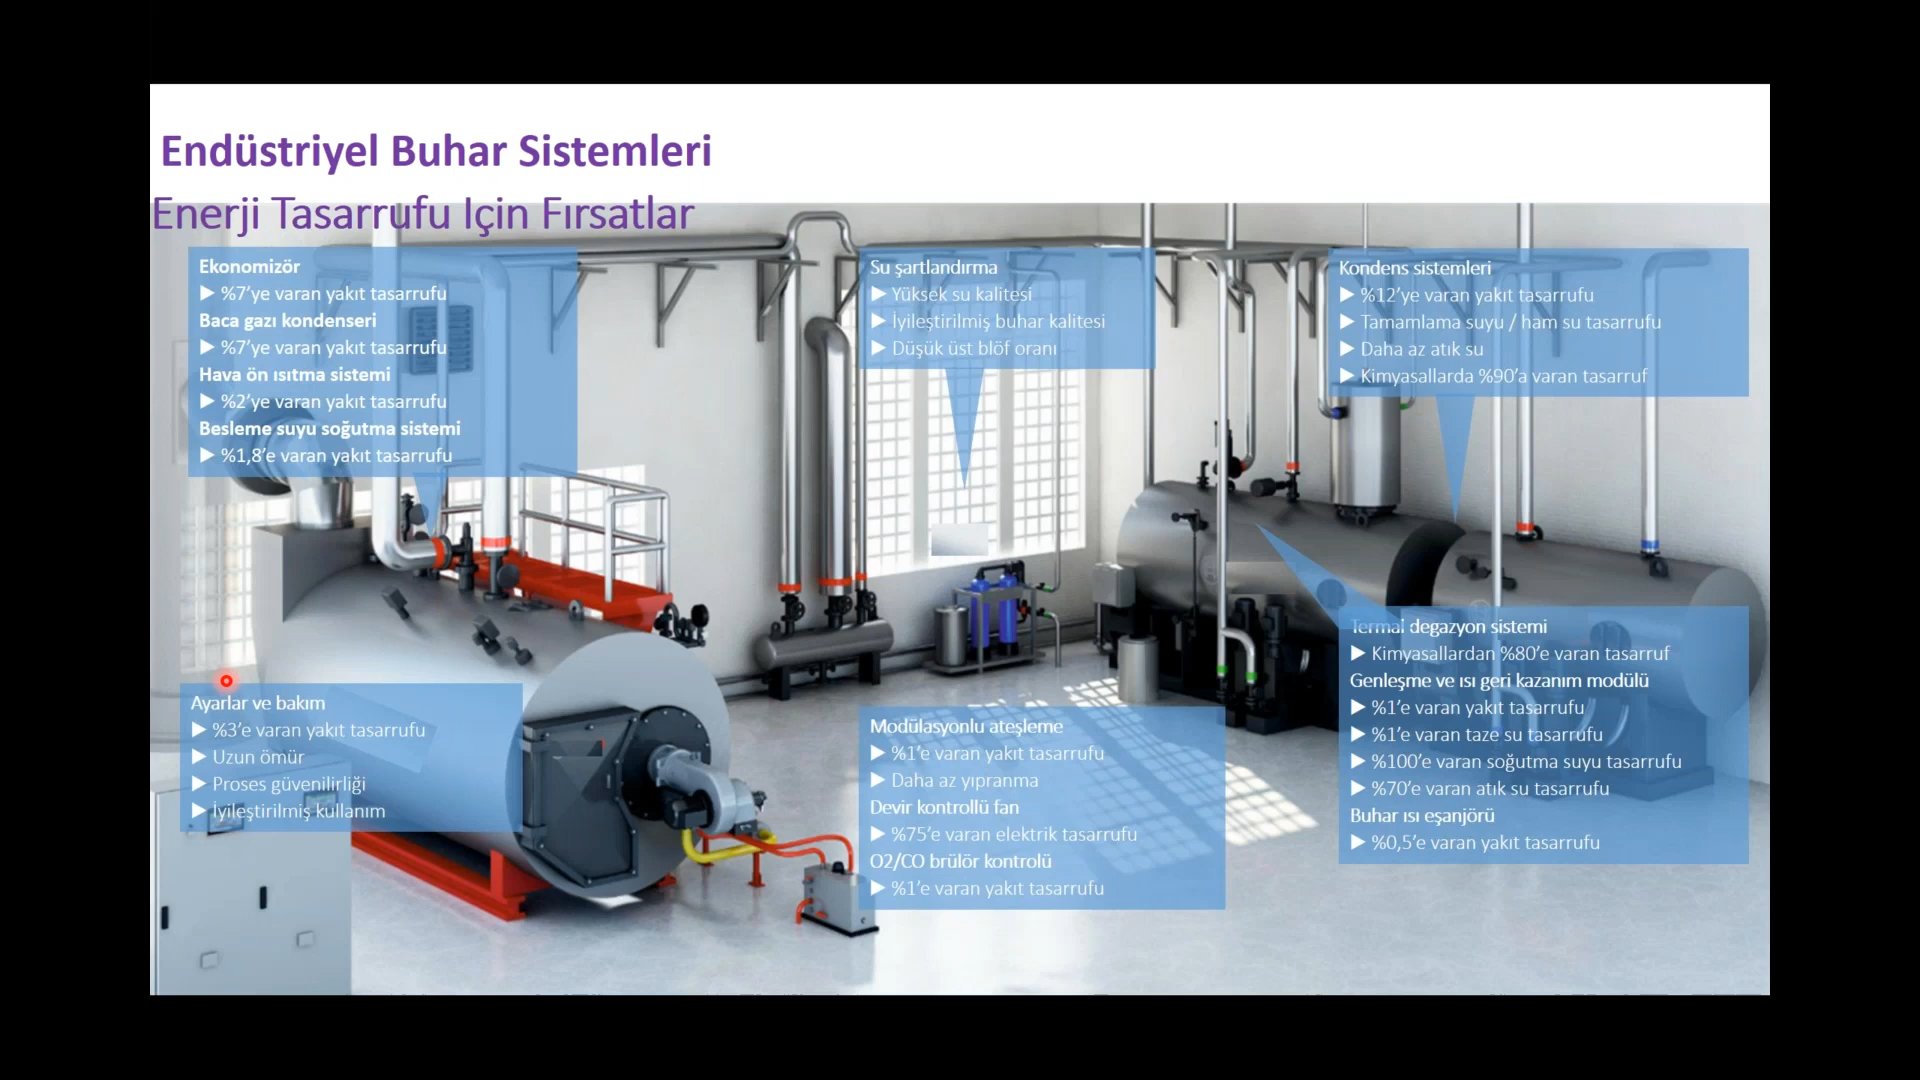 Endüstriyel Buhar Sistemleri
Enerji Tasarrufu Için Fırsatlar
Ekonomizör
▶ %7'ye varan yakıt tasarrufu
Baca gazı kondenseri
▶ %7'ye varan yakıt tasarrufu
Hava ön ısıtma sistemi
▶ %2'ye varan yakıt tasarrufu
Besleme suyu soğutma sistemi
▶ %1,8'e varan yakıt tasarrufu
Su şartlandırma
▶ Yüksek su kalitesi
▶ İyileştirilmiş buhar kalitesi
▶ Düşük üst blöf oranı
Kondens sistemleri
▶ %12'ye varan yakıt tasarrufu
▶ Tamamlama suyu / ham su tasarrufu
▶ Daha az atık su
▶ Kimyasallarda %90'a varan tasarruf
Ayarlar ve bakım
▶ %3'e varan yakıt tasarrufu
▶ Uzun ömür
▶ Proses güvenilirliği
▶ İyileştirilmiş kullanım
Modülasyonlu ateşleme
▶ %1'e varan yakıt tasarrufu
▶ Daha az yıpranma
Devir kontrollü fan
▶ %75'e varan elektrik tasarrufu
O2/CO brülör kontrolü
▶ %1'e varan yakıt tasarrufu
Termal degazyon sistemi
▶ Kimyasallardan %80'e varan tasarruf
Genleşme ve ısı geri kazanım modülü
▶ %1'e varan yakıt tasarrufu
▶ %1'e varan taze su tasarrufu
▶ %100'e varan soğutma suyu tasarrufu
▶ %70'e varan atık su tasarrufu
Buhar ısı eşanjörü
▶ %0,5'e varan yakıt tasarrufu